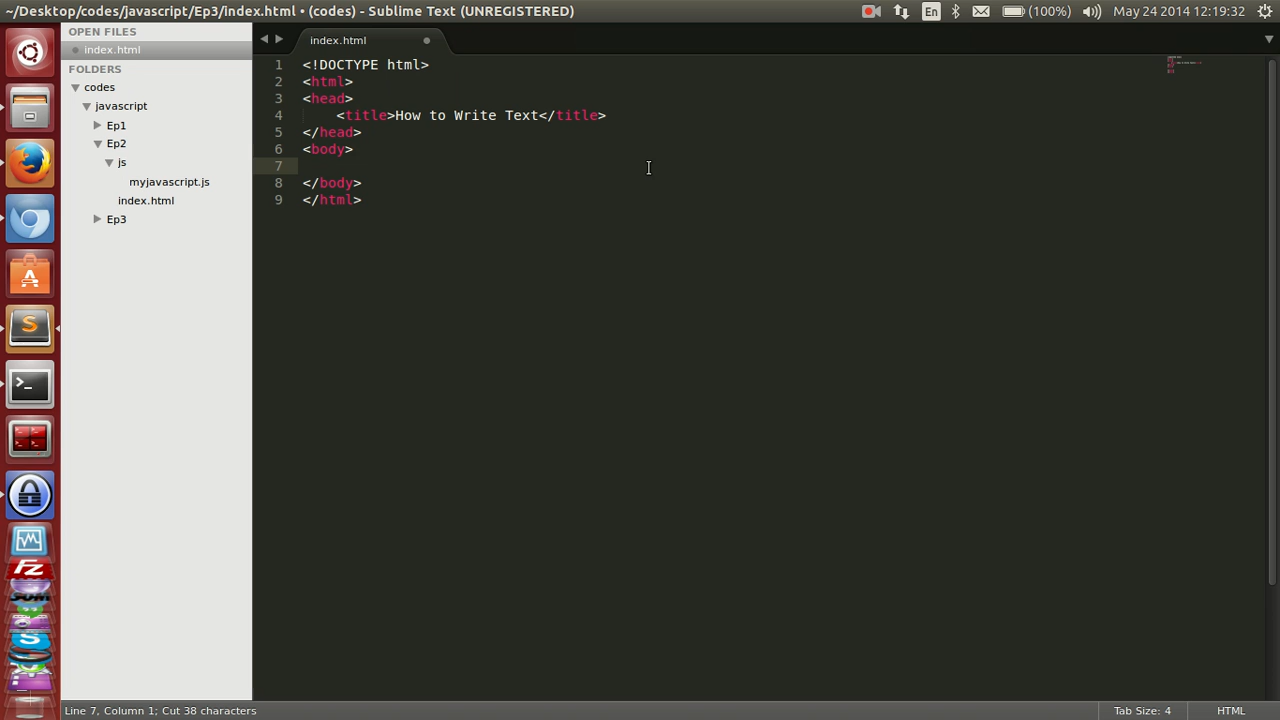 ~/Desktop/codes/javascript/Ep3/index.html • (codes) - Sublime Text (UNREGISTERED)
En
(100%)
May 24 2014 12:19:32
OPEN FILES
index.html
FOLDERS
codes
javascript
Ep1
Ep2
js
myjavascript.js
index.html
Ep3
index.html
1 <!DOCTYPE html>
2 <html>
3 <head>
4 <title>How to Write Text</title>
5 </head>
6 <body>
7
8 </body>
9 </html>
Line 7, Column 1; Cut 38 characters
Tab Size: 4
HTML